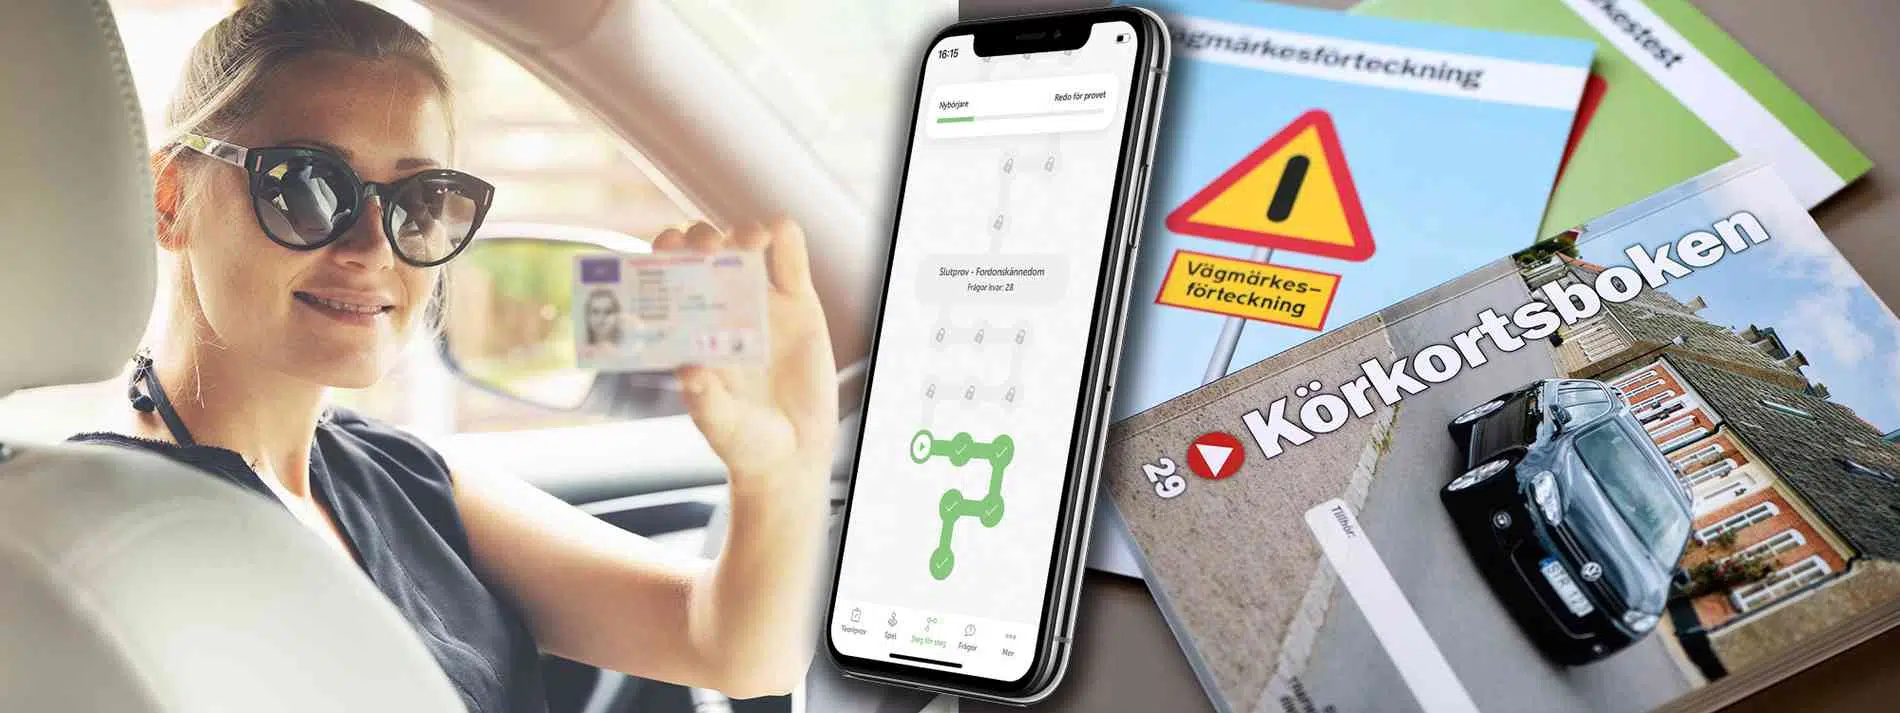 16:15
Nybörjare
Redo för provet
Slutprov - Fordonskännedom
Frågor kvar: 28
Teoriprov
Spel
Steg för steg
Frågor
Mer
ägmärkesförteckning
kestest
Vägmärkes-
förteckning
29
Körkortsboken
Tillhör: